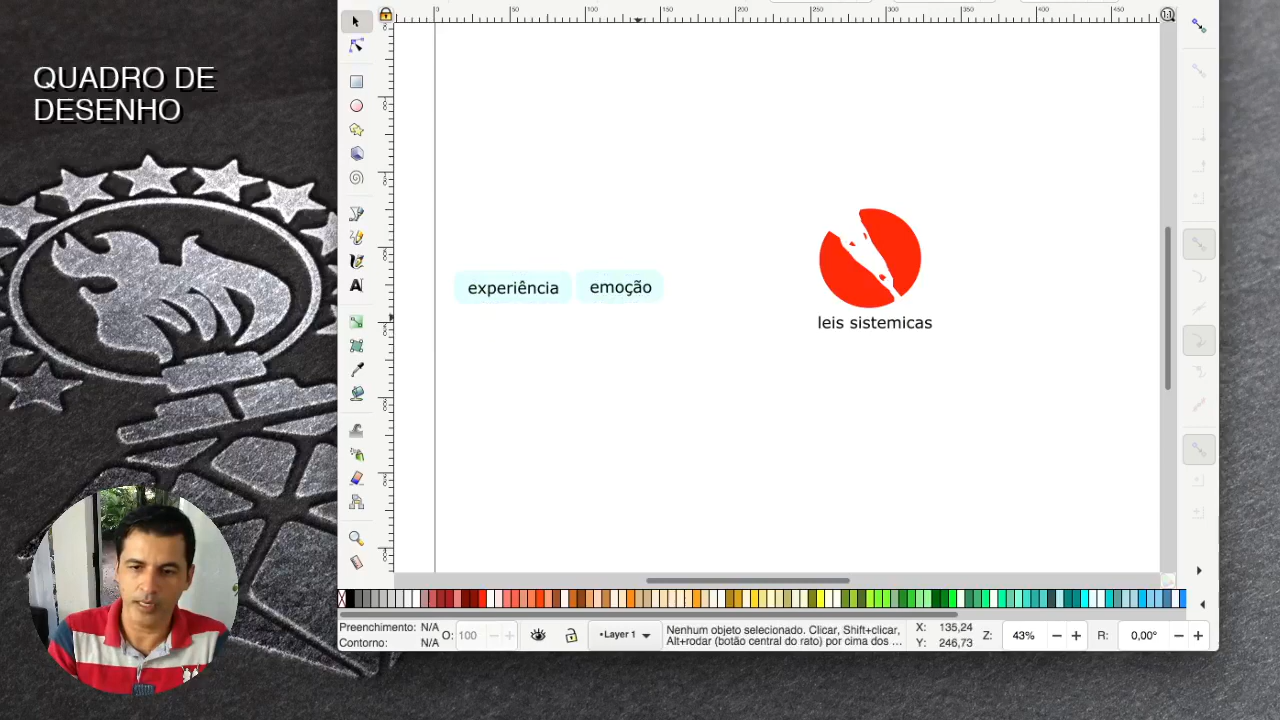 QUADRO DE
DESENHO
experiência emoção
leis sistemicas
Preenchimento: N/A
Contorno: N/A
O: 100
•Layer 1
Nenhum objeto selecionado. Clicar, Shift+clicar,
Alt+rodar (botão central do rato) por cima dos ...
X: 135,24
Y: 246,73
Z: 43%
R: 0,00°